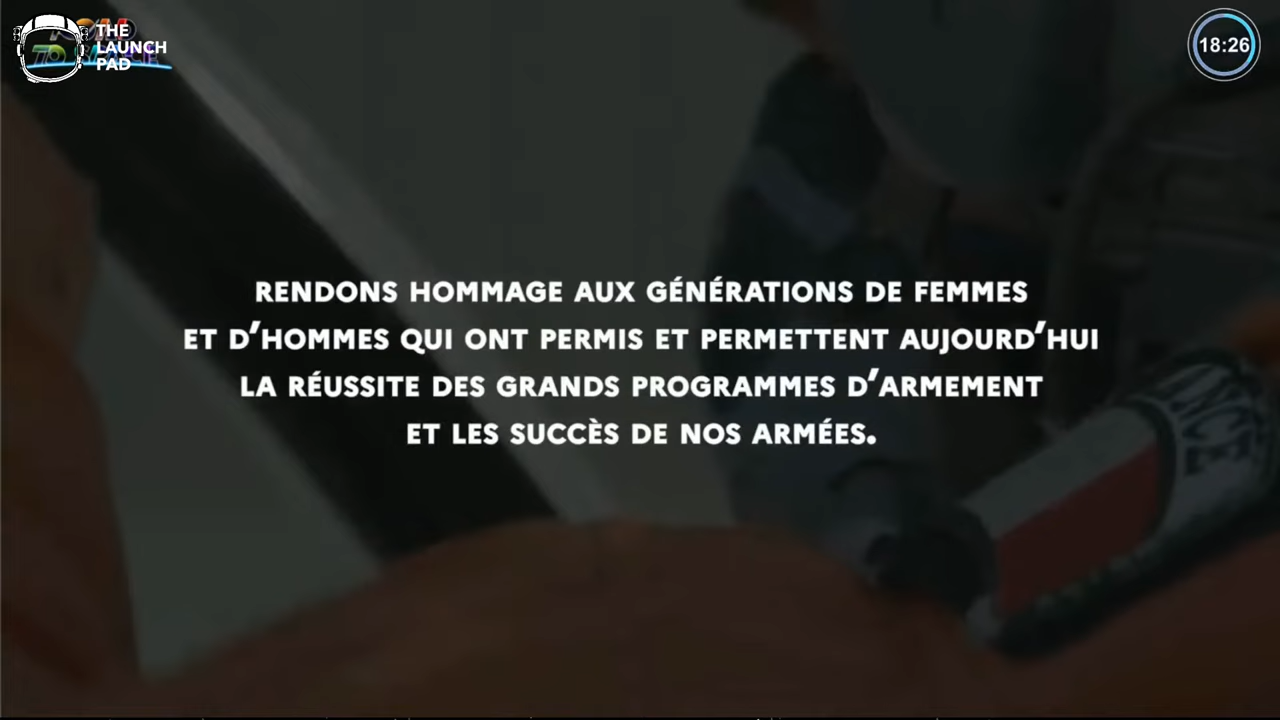 THE
LAUNCH
PAD
18:26
RENDONS HOMMAGE AUX GÉNÉRATIONS DE FEMMES
ET D'HOMMES QUI ONT PERMIS ET PERMETTENT AUJOURD'HUI
LA RÉUSSITE DES GRANDS PROGRAMMES D'ARMEMENT
ET LES SUCCÈS DE NOS ARMÉES.